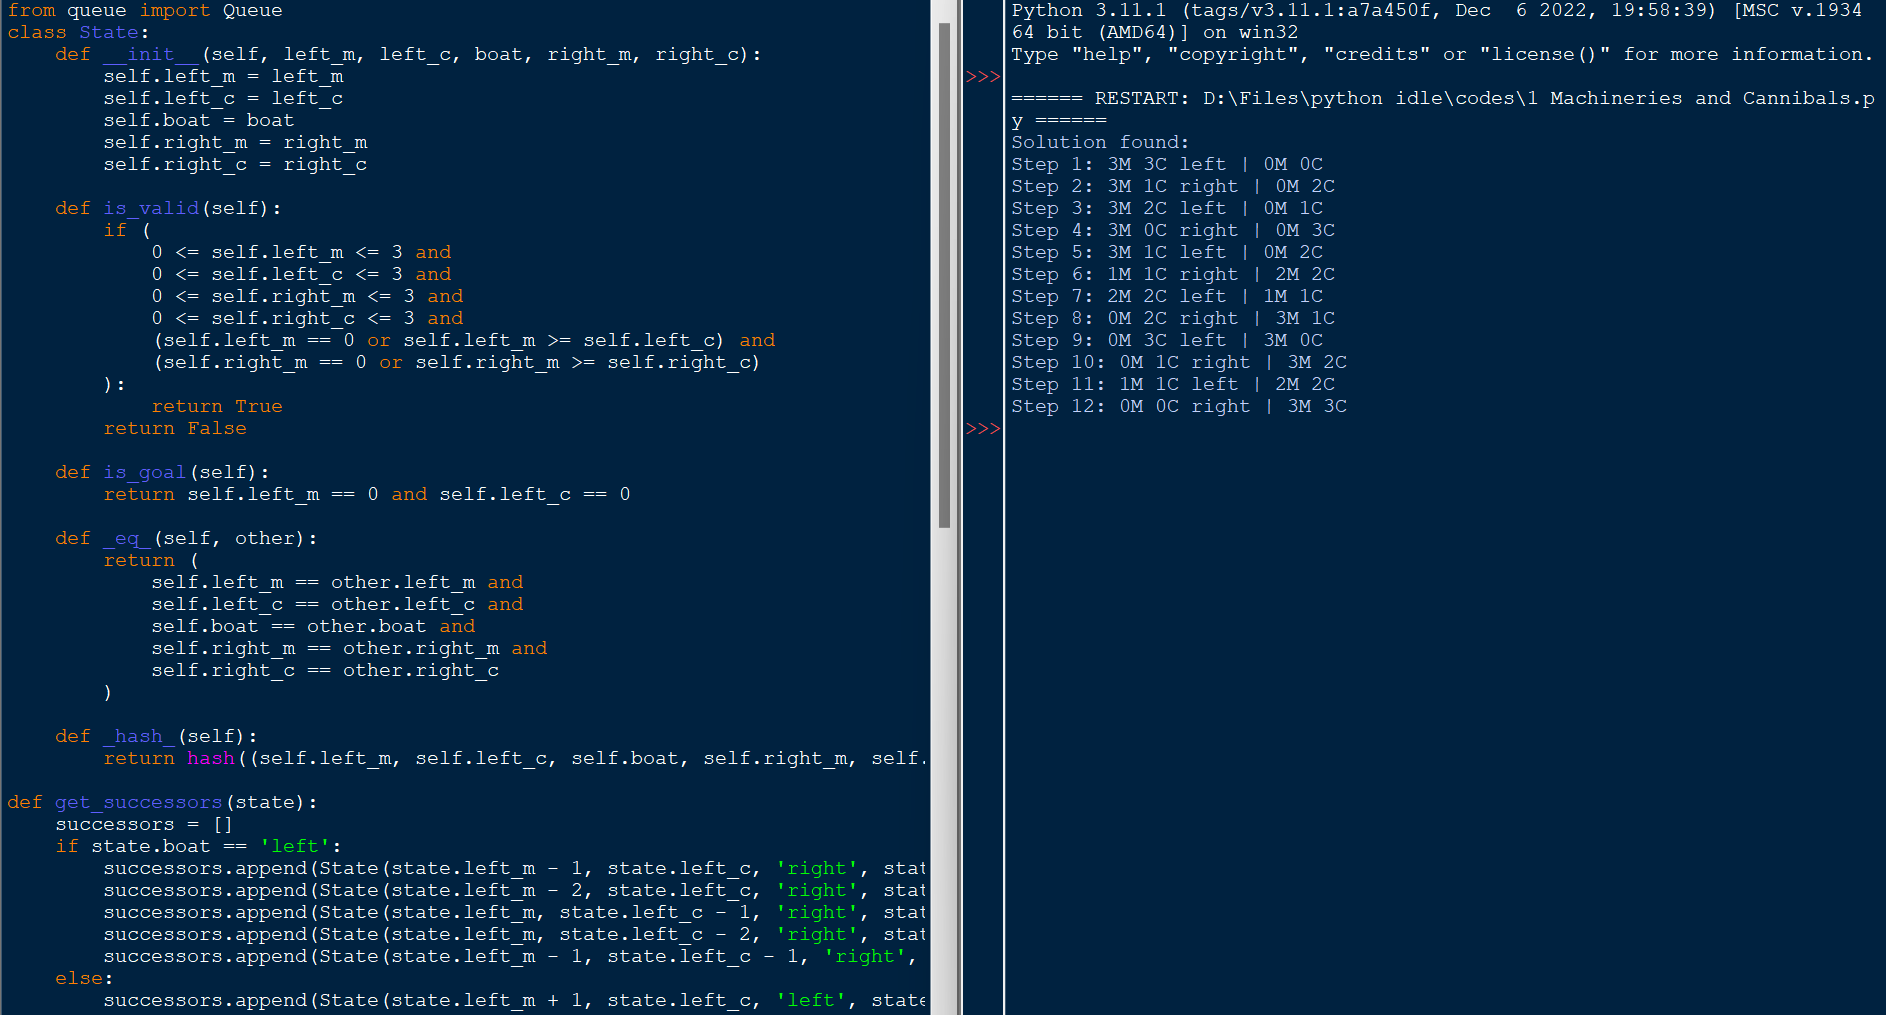 from queue import Queue
class State:
    def __init__(self, left_m, left_c, boat, right_m, right_c):
        self.left_m = left_m
        self.left_c = left_c
        self.boat = boat
        self.right_m = right_m
        self.right_c = right_c
    def is_valid(self):
        if (
            0 <= self.left_m <= 3 and
            0 <= self.left_c <= 3 and
            0 <= self.right_m <= 3 and
            0 <= self.right_c <= 3 and
            (self.left_m == 0 or self.left_m >= self.left_c) and
            (self.right_m == 0 or self.right_m >= self.right_c)
        ):
            return True
        return False
    def is_goal(self):
        return self.left_m == 0 and self.left_c == 0
    def _eq_(self, other):
        return (
            self.left_m == other.left_m and
            self.left_c == other.left_c and
            self.boat == other.boat and
            self.right_m == other.right_m and
            self.right_c == other.right_c
        )
    def _hash_(self):
        return hash((self.left_m, self.left_c, self.boat, self.right_m, self.
def get_successors(state):
    successors = []
    if state.boat == 'left':
        successors.append(State(state.left_m - 1, state.left_c, 'right', stat
        successors.append(State(state.left_m - 2, state.left_c, 'right', stat
        successors.append(State(state.left_m, state.left_c - 1, 'right', stat
        successors.append(State(state.left_m, state.left_c - 2, 'right', stat
        successors.append(State(state.left_m - 1, state.left_c - 1, 'right',
    else:
        successors.append(State(state.left_m + 1, state.left_c, 'left', state
Python 3.11.1 (tags/v3.11.1:a7a450f, Dec  6 2022, 19:58:39) [MSC v.1934
64 bit (AMD64)] on win32
Type "help", "copyright", "credits" or "license()" for more information.
>>>
====== RESTART: D:\Files\python idle\codes\1 Machineries and Cannibals.p
y ======
Solution found:
Step 1: 3M 3C left | 0M 0C
Step 2: 3M 1C right | 0M 2C
Step 3: 3M 2C left | 0M 1C
Step 4: 3M 0C right | 0M 3C
Step 5: 3M 1C left | 0M 2C
Step 6: 1M 1C right | 2M 2C
Step 7: 2M 2C left | 1M 1C
Step 8: 0M 2C right | 3M 1C
Step 9: 0M 3C left | 3M 0C
Step 10: 0M 1C right | 3M 2C
Step 11: 1M 1C left | 2M 2C
Step 12: 0M 0C right | 3M 3C
>>>